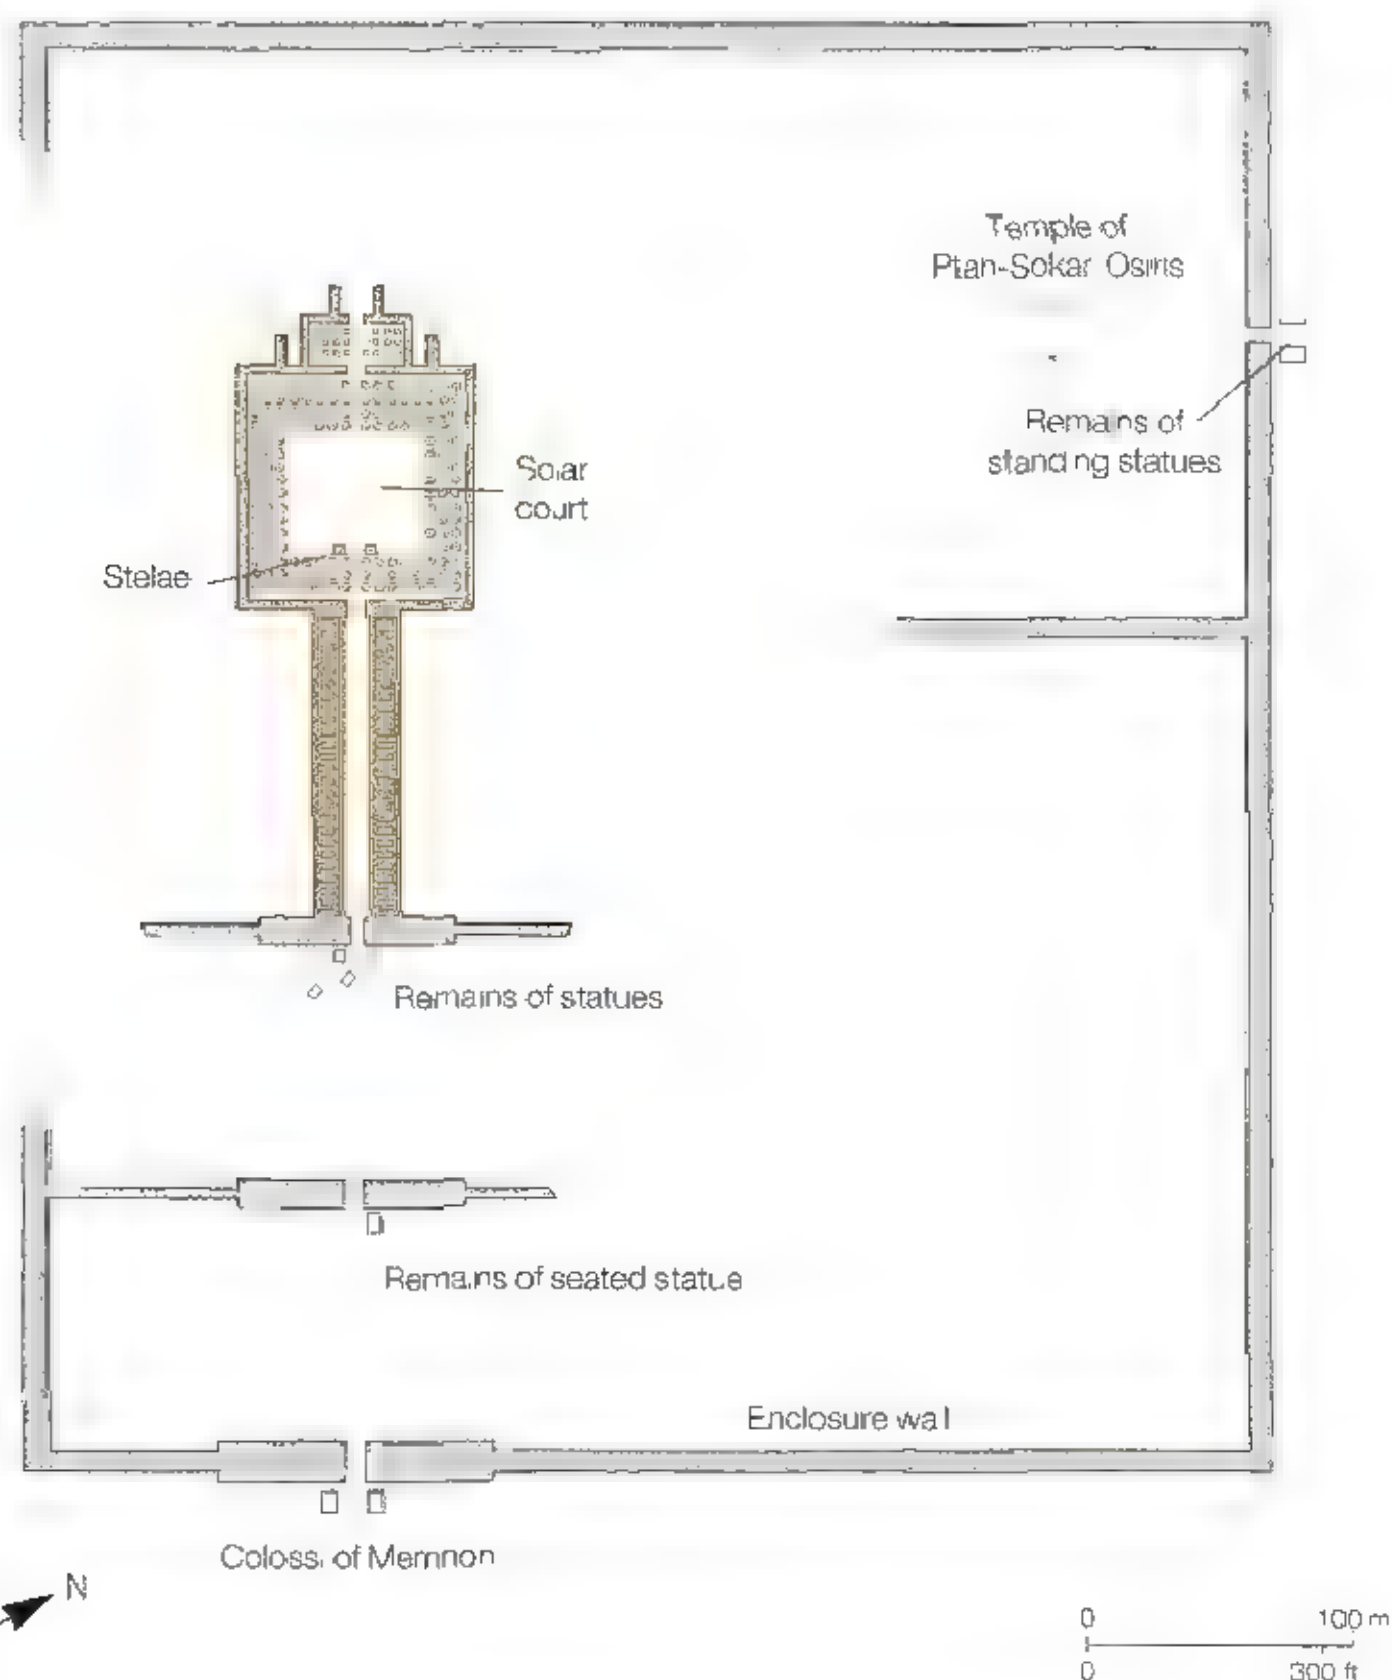 Temple of
Ptah-Sokar Osiris
Remains of
standing statues
Solar
court
Stelae
Remains of statues
Remains of seated statue
Enclosure wall
Colossi of Memnon
N
0 100 m
0 300 ft